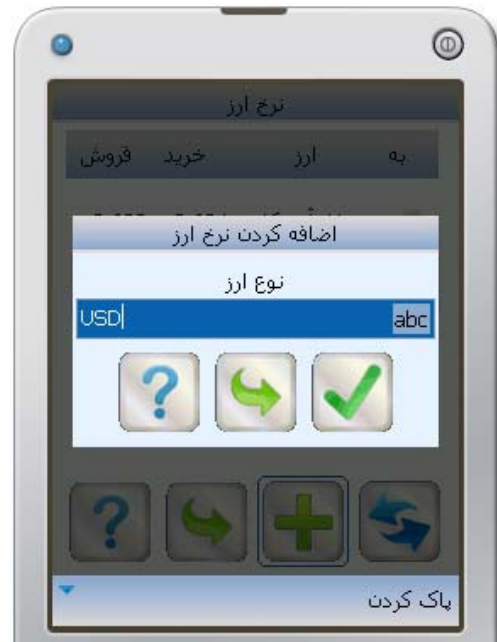 نرخ ارز
به ارز خرید فروش
اضافه کردن نرخ ارز
نوع ارز
USD abc
پاک کردن